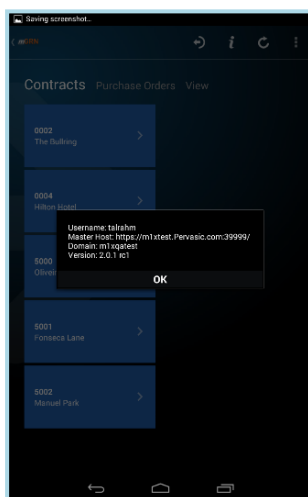 Saving screenshot...
Contracts Purchase Orders View
0002
The Bullring
0004
Hilton Hotel
Username: talrahm
Master Host: https://m1xtest.Pervasic.com:39999/
Domain: m1xqatest
Version: 2.0.1 rc1
OK
5000
5001
Fonseca Lane
5002
Manuel Park